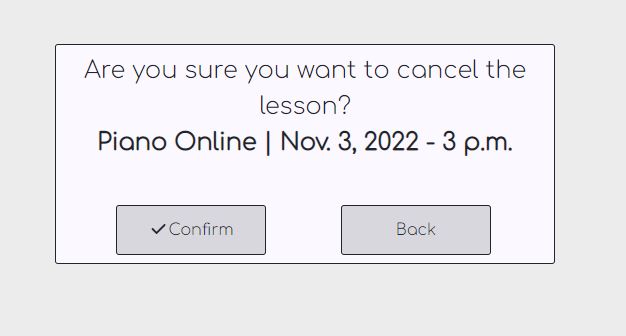 Are you sure you want to cancel the
lesson?
Piano Online | Nov. 3, 2022 - 3 p.m.
Confirm
Back